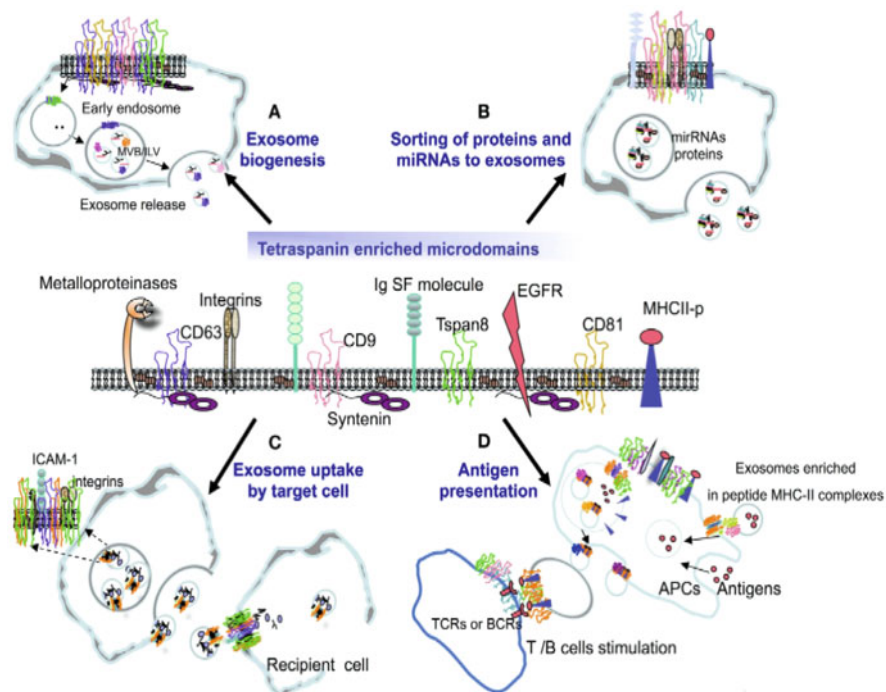 A
Exosome
biogenesis
Early endosome
MVB/ILV
Exosome release
B
Sorting of proteins and
miRNAs to exosomes
mirRNAs
proteins
Tetraspanin enriched microdomains
Metalloproteinases
CD63
Integrins
CD9
Ig SF molecule
Tspan8
EGFR
CD81
MHCII-p
Syntenin
C
Exosome uptake
by target cell
ICAM-1
integrins
Recipient cell
D
Antigen
presentation
Exosomes enriched
in peptide MHC-II complexes
APCs
Antigens
TCRs or BCRs
T /B cells stimulation